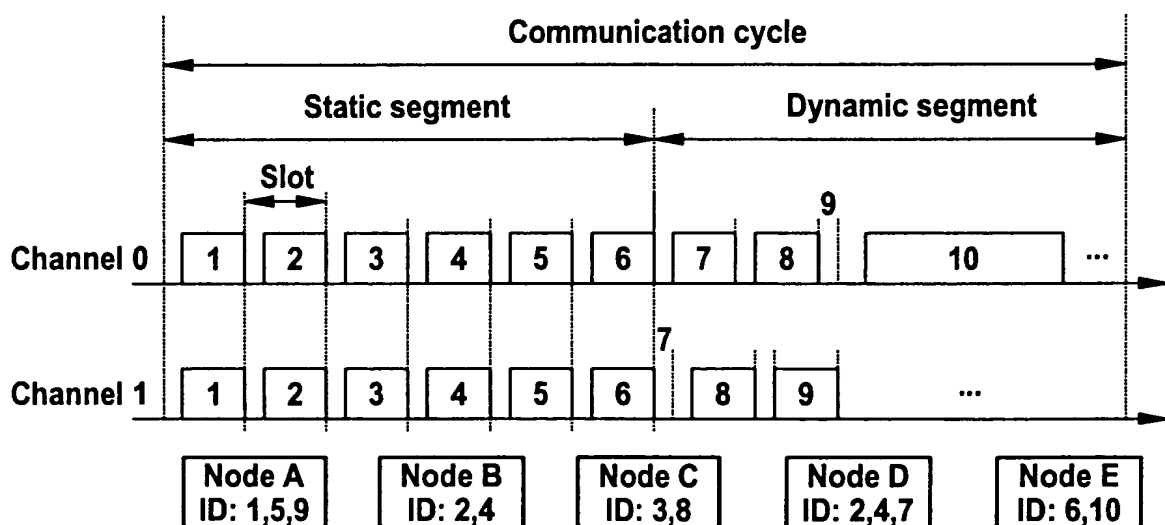 Communication cycle
Static segment
Dynamic segment
Slot
9
Channel 0
1 2 3 4 5 6 7 8 10 ...
7
Channel 1
1 2 3 4 5 6 8 9 ...
Node A
ID: 1,5,9
Node B
ID: 2,4
Node C
ID: 3,8
Node D
ID: 2,4,7
Node E
ID: 6,10